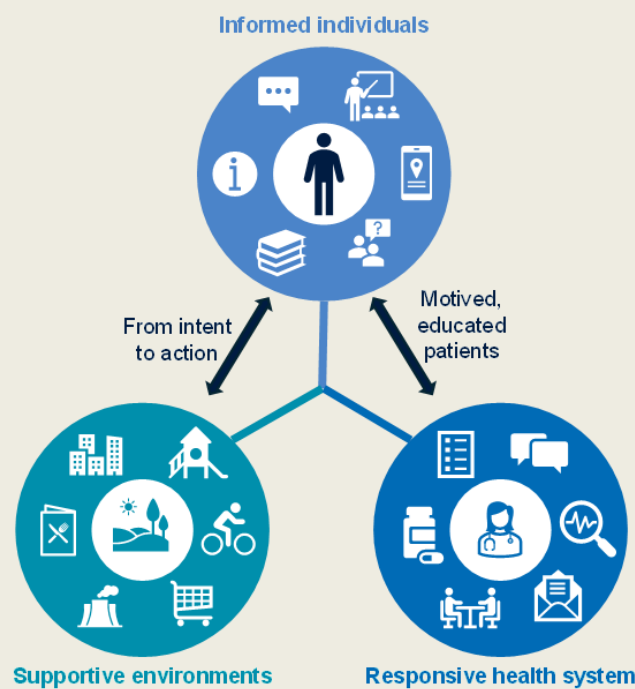 Informed individuals
?
i
From intent
to action
Motived,
educated
patients
Supportive environments
Responsive health system